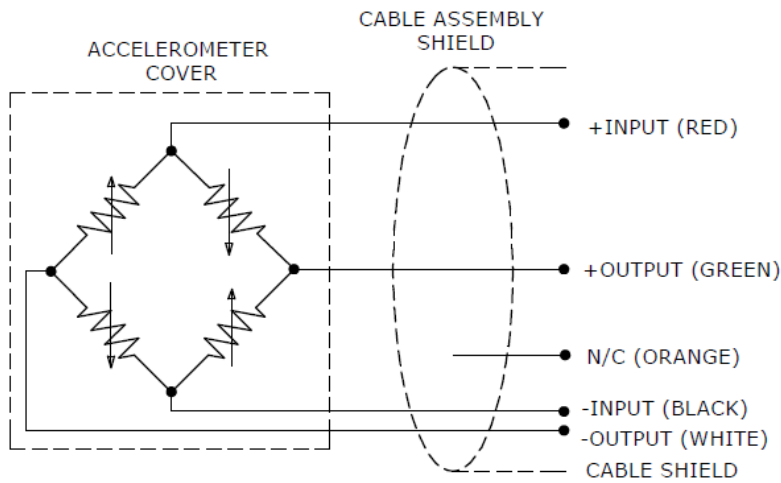 CABLE ASSEMBLY
SHIELD
ACCELEROMETER
COVER
+INPUT (RED)
+OUTPUT (GREEN)
N/C (ORANGE)
-INPUT (BLACK)
-OUTPUT (WHITE)
CABLE SHIELD